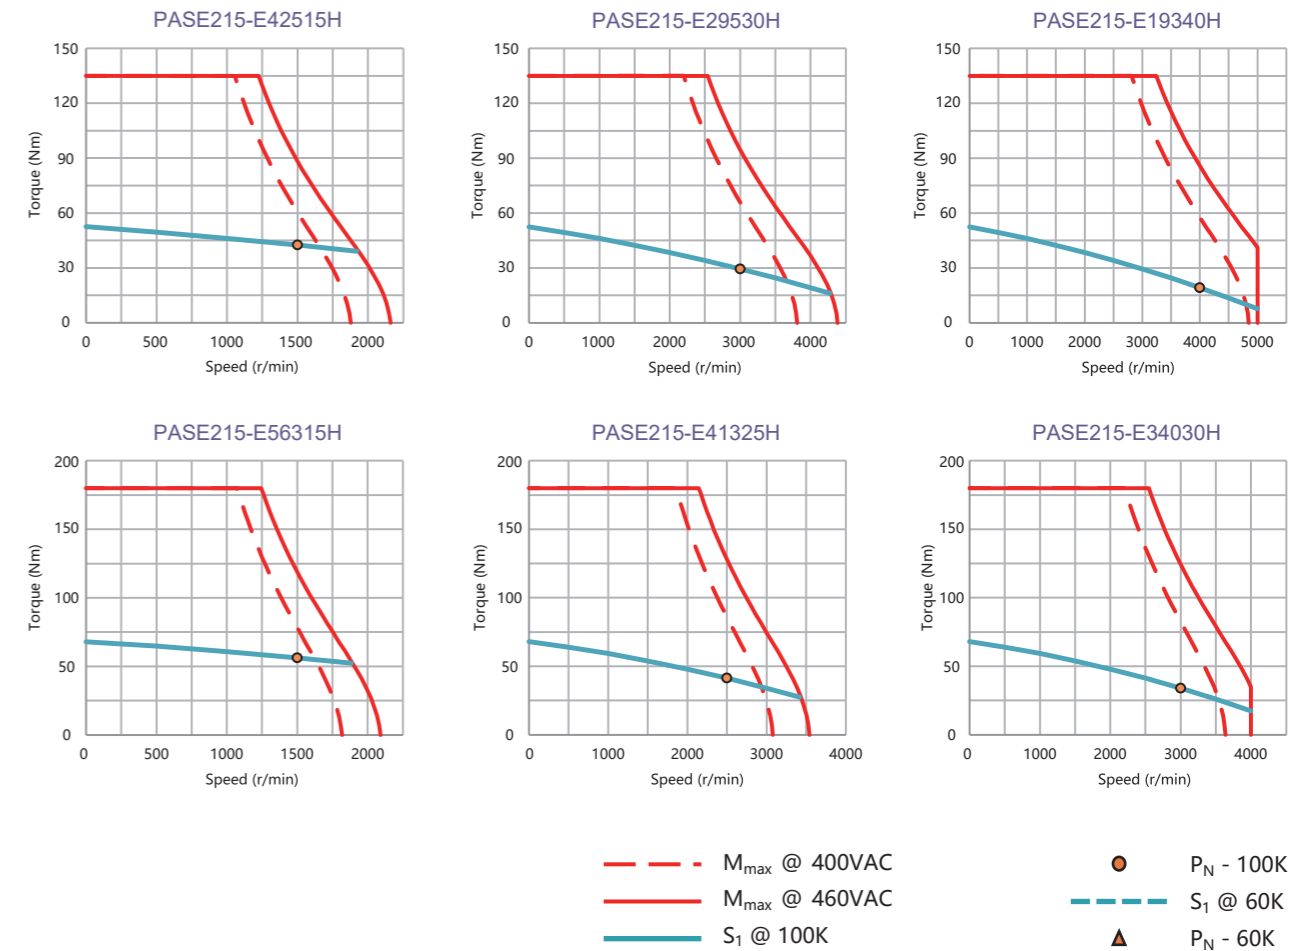 PASE215-E42515H PASE215-E29530H PASE215-E19340H
150 150 150
120 120 120
90 90 90
60 60 60
30 30 30
0 0 0
Torque (Nm) Torque (Nm) Torque (Nm)
0 500 1000 1500 2000 0 1000 2000 3000 4000 0 1000 2000 3000 4000 5000
Speed (r/min) Speed (r/min) Speed (r/min)
PASE215-E56315H PASE215-E41325H PASE215-E34030H
200 200 200
150 150 150
100 100 100
50 50 50
0 0 0
Torque (Nm) Torque (Nm) Torque (Nm)
0 500 1000 1500 2000 0 1000 2000 3000 4000 0 1000 2000 3000 4000
Speed (r/min) Speed (r/min) Speed (r/min)
Mmax @ 400VAC PN - 100K
Mmax @ 460VAC S1 @ 60K
S1 @ 100K PN - 60K